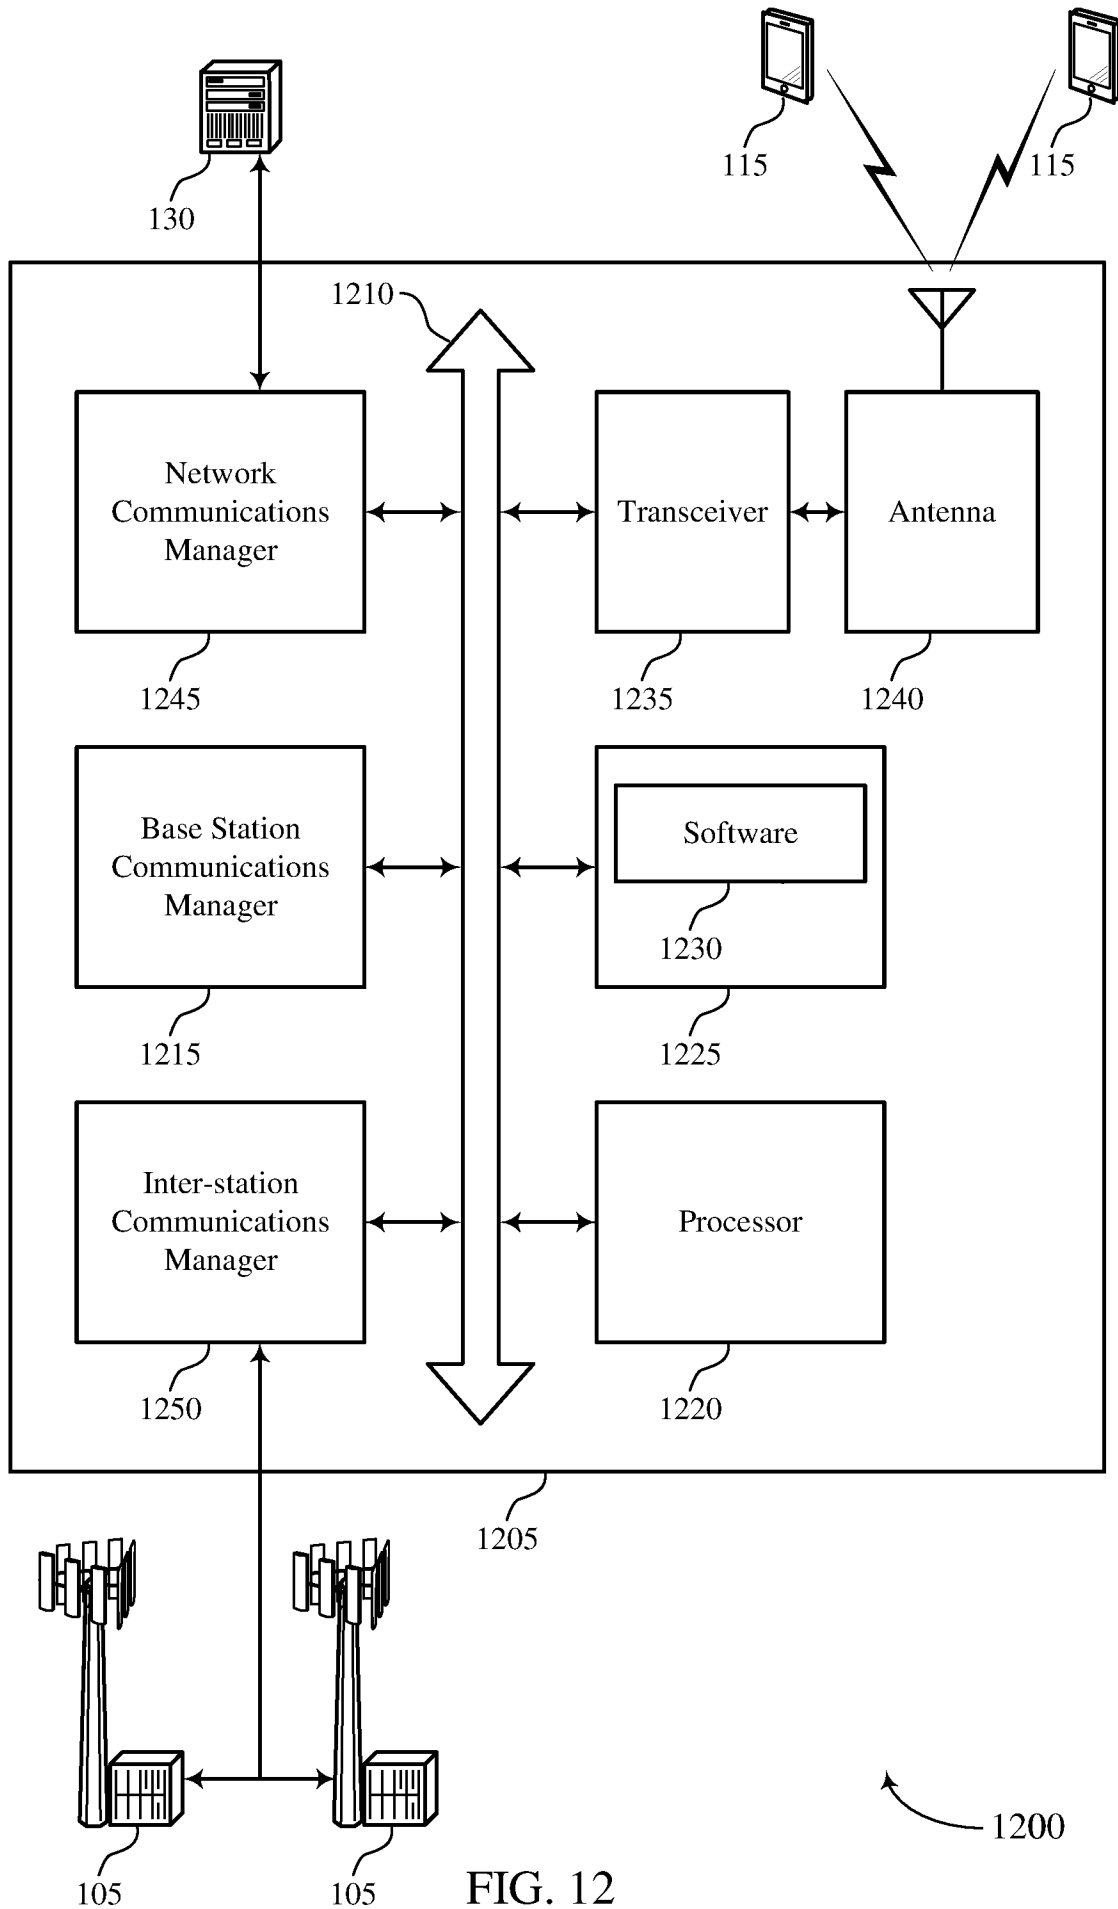 115
115
130
1210
Network
Communications
Manager
Transceiver
Antenna
1245
1235
1240
Base Station
Communications
Manager
Software
1230
1215
1225
Inter-station
Communications
Manager
Processor
1250
1220
1205
1200
105
105
FIG. 12